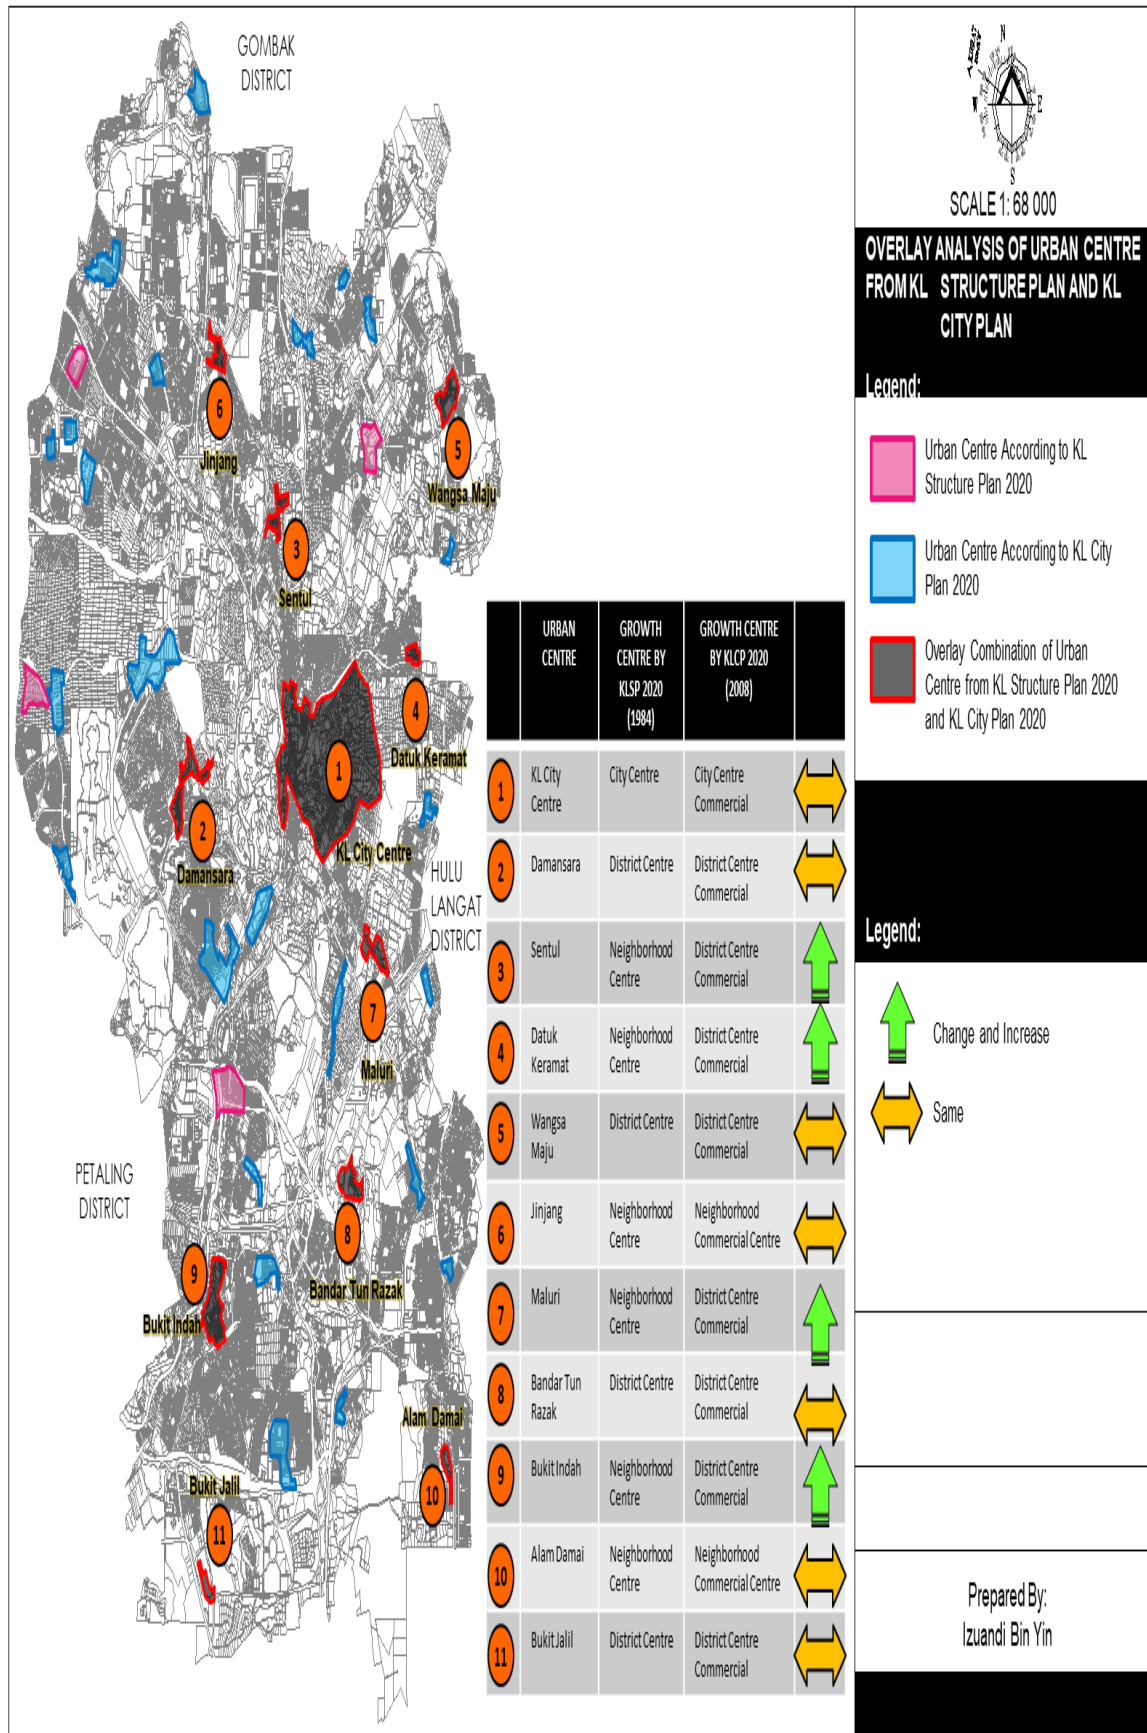 GOMBAK
DISTRICT
6
Jinjang
5
Wangsa Maju
3
Sentul
4
Datuk Keramat
1
KL City Centre
2
Damansara
HULU
LANGAT
DISTRICT
7
Maluri
PETALING
DISTRICT
8
Bandar Tun Razak
9
Bukit Indah
Alam Damai
10
Bukit Jalil
11
URBAN
CENTRE
GROWTH
CENTRE BY
KLSP 2020
(1984)
GROWTH CENTRE
BY KLCP 2020
(2008)
1
KL City
Centre
City Centre
City Centre
Commercial
2
Damansara
District Centre
District Centre
Commercial
3
Sentul
Neighborhood
Centre
District Centre
Commercial
4
Datuk
Keramat
Neighborhood
Centre
District Centre
Commercial
5
Wangsa
Maju
District Centre
District Centre
Commercial
6
Jinjang
Neighborhood
Centre
Neighborhood
Commercial Centre
7
Maluri
Neighborhood
Centre
District Centre
Commercial
8
Bandar Tun
Razak
District Centre
District Centre
Commercial
9
Bukit Indah
Neighborhood
Centre
District Centre
Commercial
10
Alam Damai
Neighborhood
Centre
Neighborhood
Commercial Centre
11
Bukit Jalil
District Centre
District Centre
Commercial
N
W
E
S
SCALE 1: 68 000
OVERLAY ANALYSIS OF URBAN CENTRE
FROM KL STRUCTURE PLAN AND KL
CITY PLAN
Legend:
Urban Centre According to KL
Structure Plan 2020
Urban Centre According to KL City
Plan 2020
Overlay Combination of Urban
Centre from KL Structure Plan 2020
and KL City Plan 2020
Legend:
Change and Increase
Same
Prepared By:
Izuandi Bin Yin